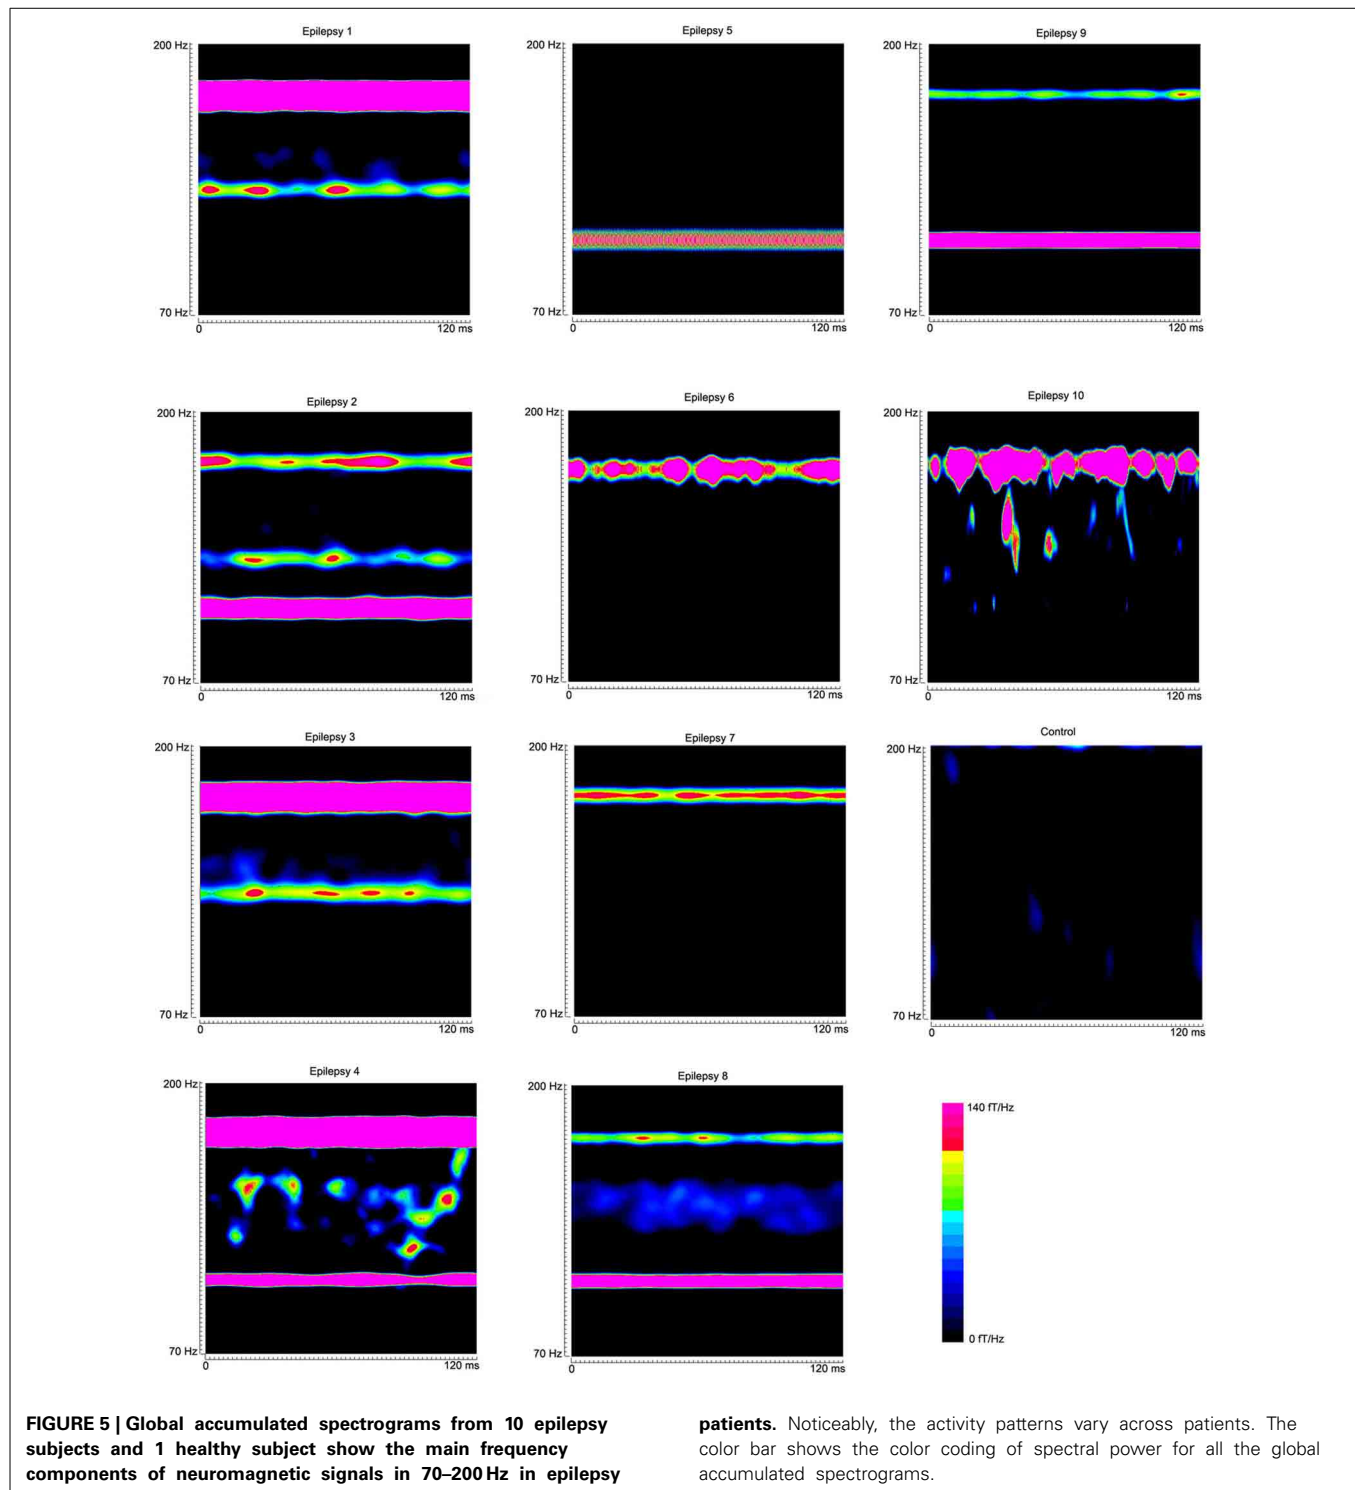 Epilepsy 1
200 Hz
70 Hz
0
120 ms
Epilepsy 5
200 Hz
70 Hz
0
120 ms
Epilepsy 9
200 Hz
70 Hz
0
120 ms
Epilepsy 2
200 Hz
70 Hz
0
120 ms
Epilepsy 6
200 Hz
70 Hz
0
120 ms
Epilepsy 10
200 Hz
70 Hz
0
120 ms
Epilepsy 3
200 Hz
70 Hz
0
120 ms
Epilepsy 7
200 Hz
70 Hz
0
120 ms
Control
200 Hz
70 Hz
0
120 ms
Epilepsy 4
200 Hz
70 Hz
0
120 ms
Epilepsy 8
200 Hz
70 Hz
0
120 ms
140 fT/Hz
0 fT/Hz
FIGURE 5 | Global accumulated spectrograms from 10 epilepsy
subjects and 1 healthy subject show the main frequency
components of neuromagnetic signals in 70–200 Hz in epilepsy
patients. Noticeably, the activity patterns vary across patients. The
color bar shows the color coding of spectral power for all the global
accumulated spectrograms.